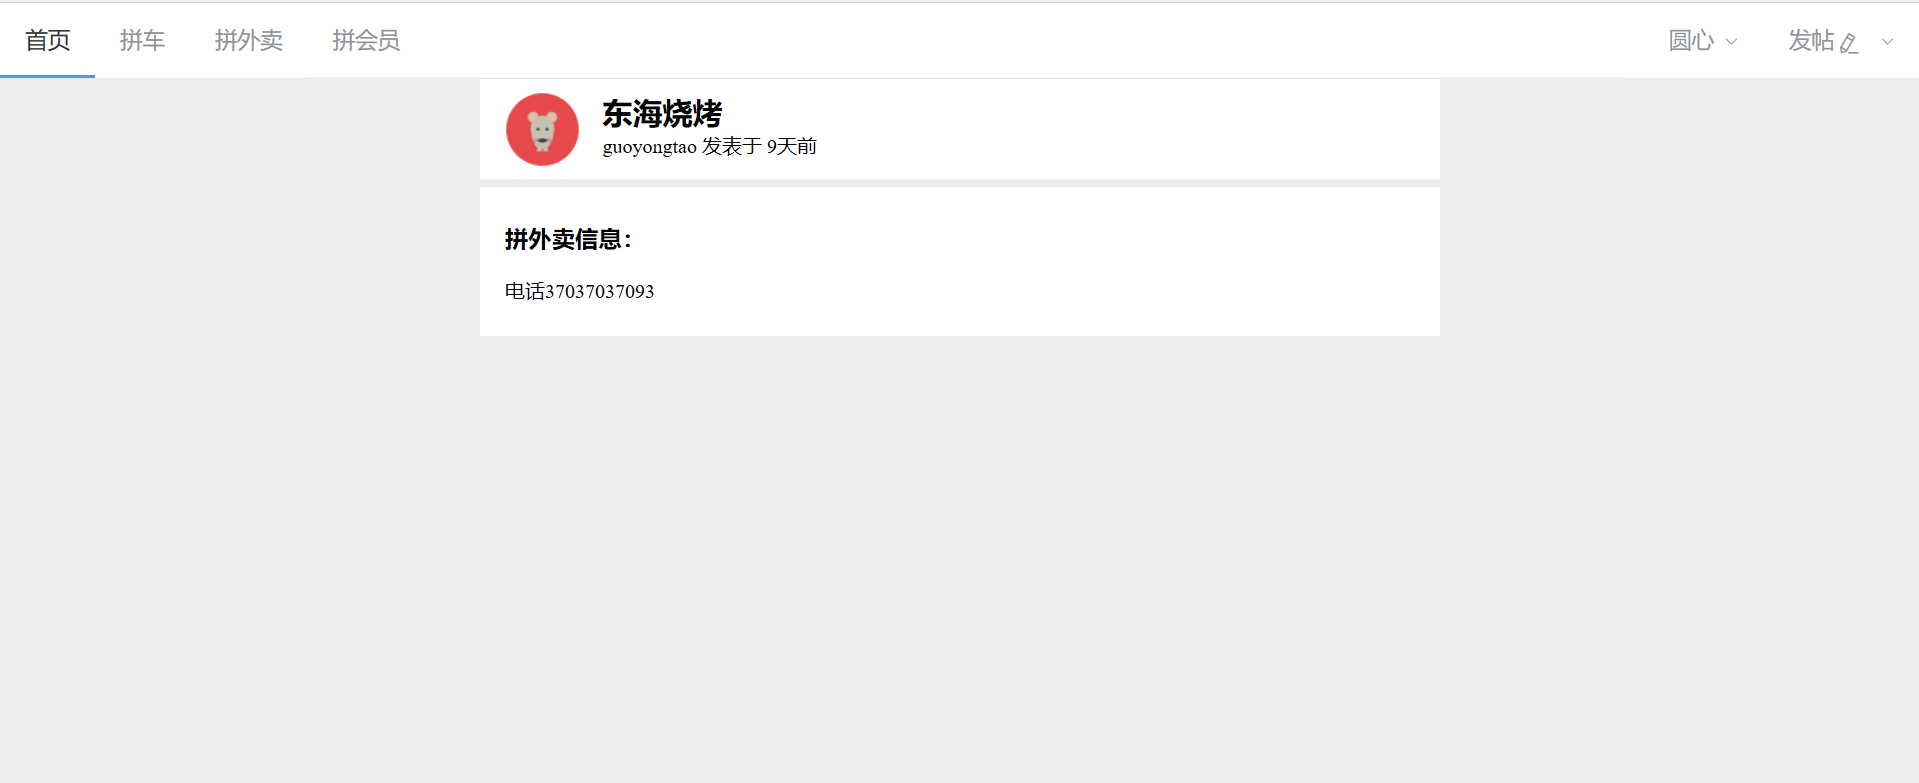 首页 拼车 拼外卖 拼会员 圆心 发帖
东海烧烤
guoyongtao 发表于 9天前
拼外卖信息：
电话37037037093